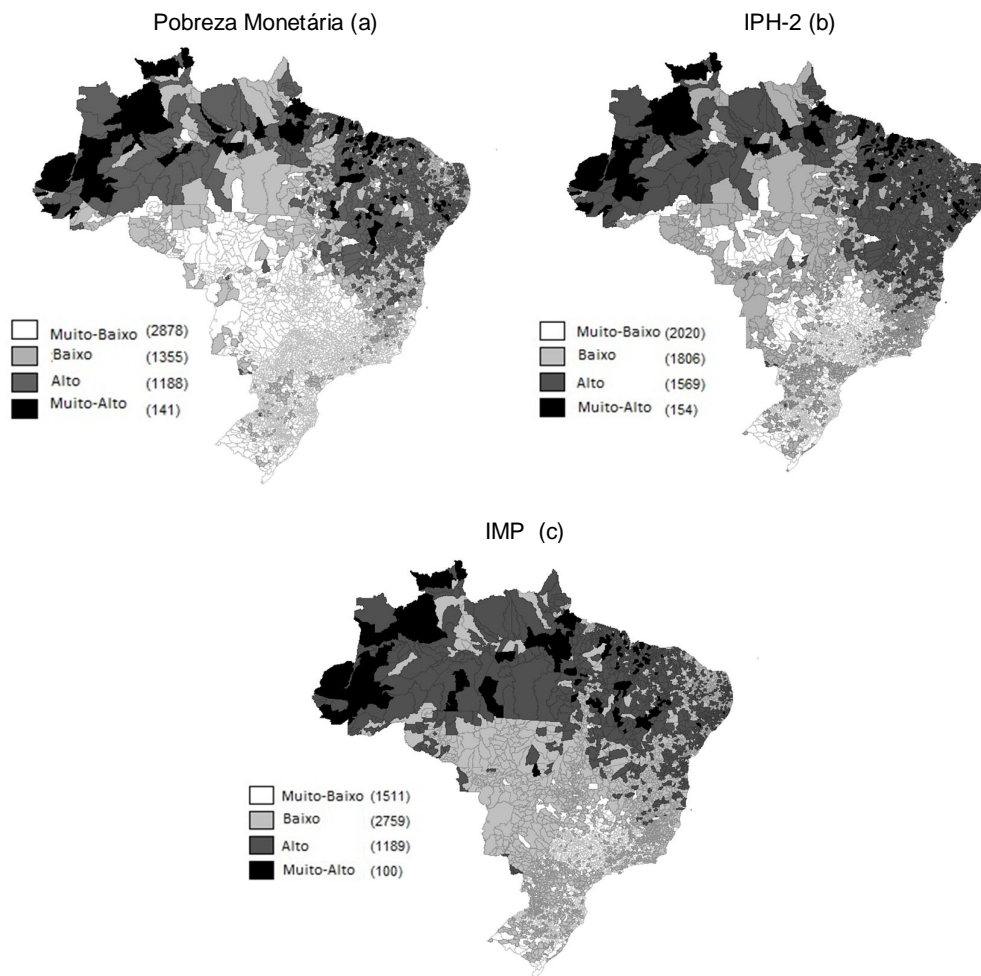 Pobreza Monetária (a)
IPH-2 (b)
Muito-Baixo (2878)
Baixo (1355)
Alto (1188)
Muito-Alto (141)
Muito-Baixo (2020)
Baixo (1806)
Alto (1569)
Muito-Alto (154)
IMP (c)
Muito-Baixo (1511)
Baixo (2759)
Alto (1189)
Muito-Alto (100)